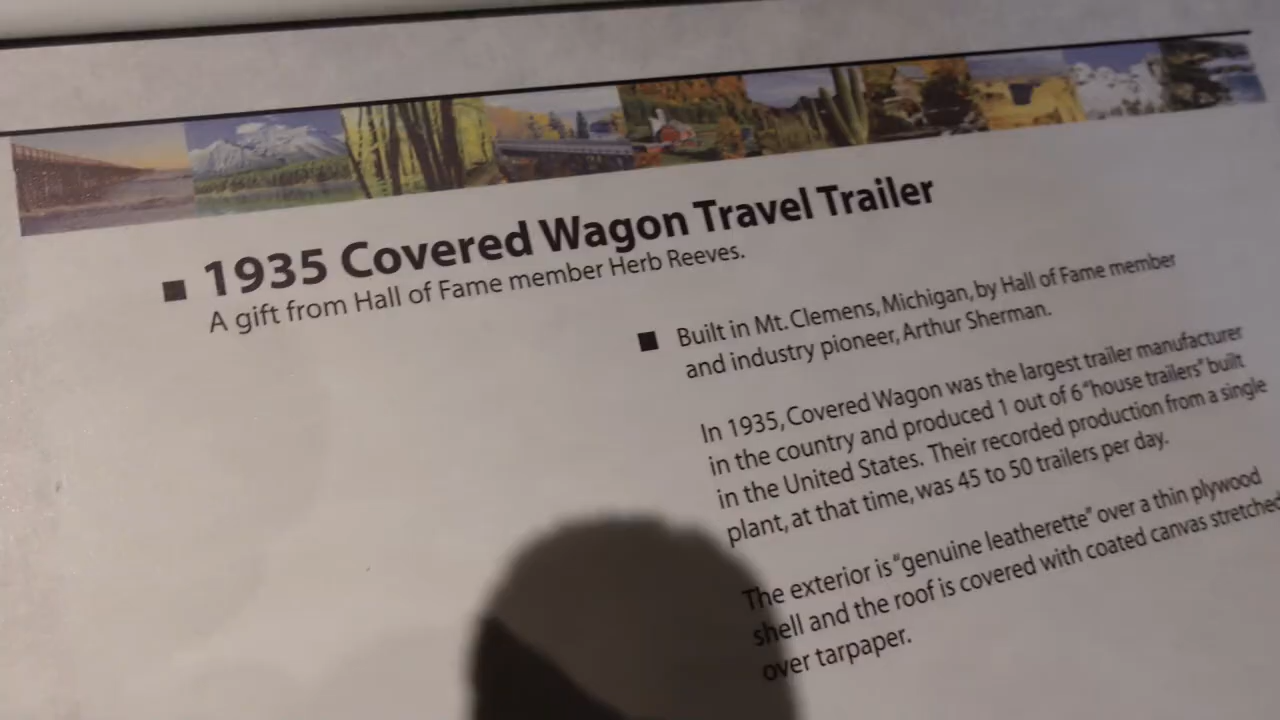 1935 Covered Wagon Travel Trailer
A gift from Hall of Fame member Herb Reeves.
Built in Mt. Clemens, Michigan, by Hall of Fame member
and industry pioneer, Arthur Sherman.
In 1935, Covered Wagon was the largest trailer manufacturer
in the country and produced 1 out of 6 "house trailers" built
in the United States. Their recorded production from a single
plant, at that time, was 45 to 50 trailers per day.
The exterior is "genuine leatherette" over a thin plywood
shell and the roof is covered with coated canvas stretched
over tarpaper.